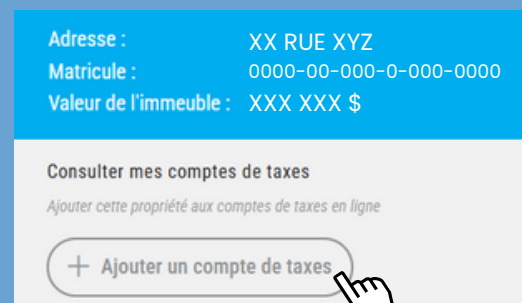 Adresse : XX RUE XYZ
Matricule : 0000-00-000-0-000-0000
Valeur de l'immeuble : XXX XXX $
Consulter mes comptes de taxes
Ajouter cette propriété aux comptes de taxes en ligne
+ Ajouter un compte de taxes